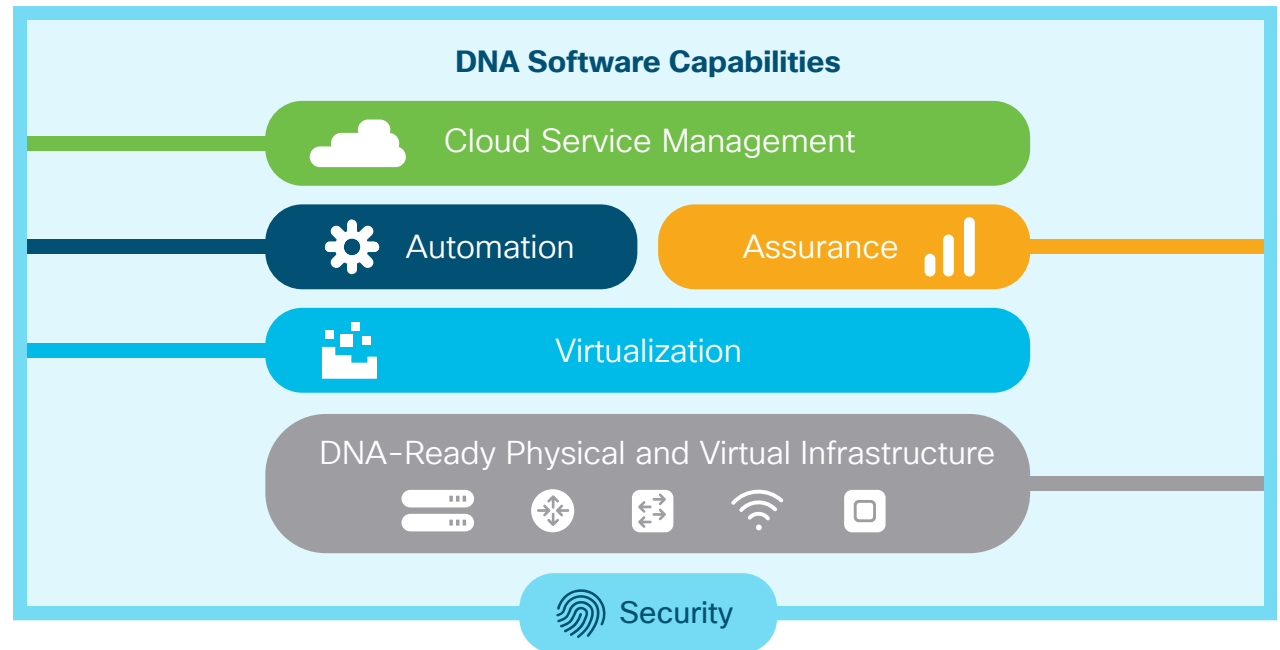 DNA Software Capabilities
Cloud Service Management
Automation
Assurance
Virtualization
DNA-Ready Physical and Virtual Infrastructure
Security